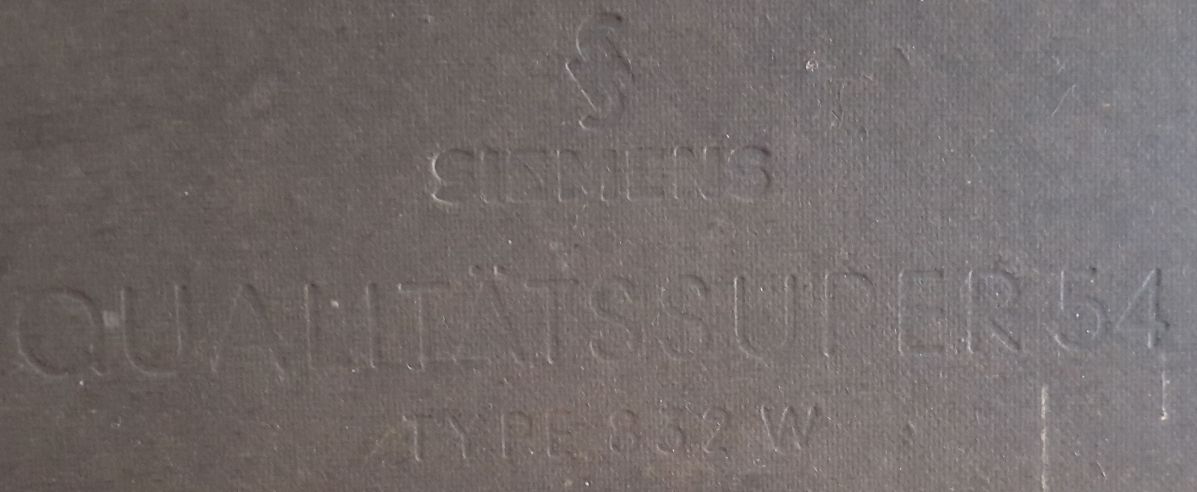 SIEMENS
QUALITÄTSSUPER 54
TYPE 832 W